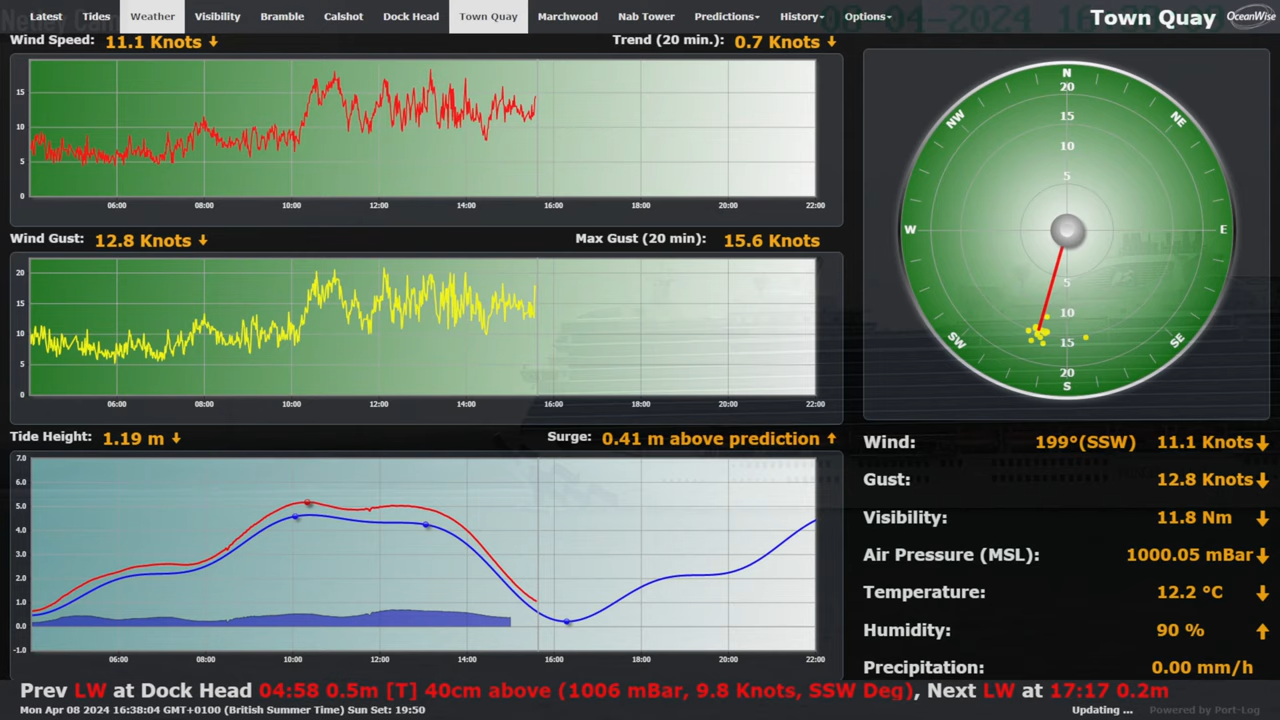 Latest Tides Weather Visibility Bramble Calshot Dock Head Town Quay Marchwood Nab Tower Predictions History Options Town Quay OceanWise
Wind Speed: 11.1 Knots ↓ Trend (20 min.): 0.7 Knots ↓
15
10
5
0
06:00 08:00 10:00 12:00 14:00 16:00 18:00 20:00 22:00
Wind Gust: 12.8 Knots ↓ Max Gust (20 min): 15.6 Knots
20
15
10
5
0
06:00 08:00 10:00 12:00 14:00 16:00 18:00 20:00 22:00
Tide Height: 1.19 m ↓ Surge: 0.41 m above prediction ↑
7.0
6.0
5.0
4.0
3.0
2.0
1.0
0.0
-1.0
06:00 08:00 10:00 12:00 14:00 16:00 18:00 20:00 22:00
N
20
NW 15 NE
10
5
W E
5
10
SW 15 SE
20
S
Wind: 199°(SSW) 11.1 Knots ↓
Gust: 12.8 Knots ↓
Visibility: 11.8 Nm ↓
Air Pressure (MSL): 1000.05 mBar ↓
Temperature: 12.2 °C ↓
Humidity: 90 % ↑
Precipitation: 0.00 mm/h
Prev LW at Dock Head 04:58 0.5m [T] 40cm above (1006 mBar, 9.8 Knots, SSW Deg), Next LW at 17:17 0.2m
Mon Apr 08 2024 16:38:04 GMT+0100 (British Summer Time) Sun Set: 19:50 Updating ... Powered by Port-Log